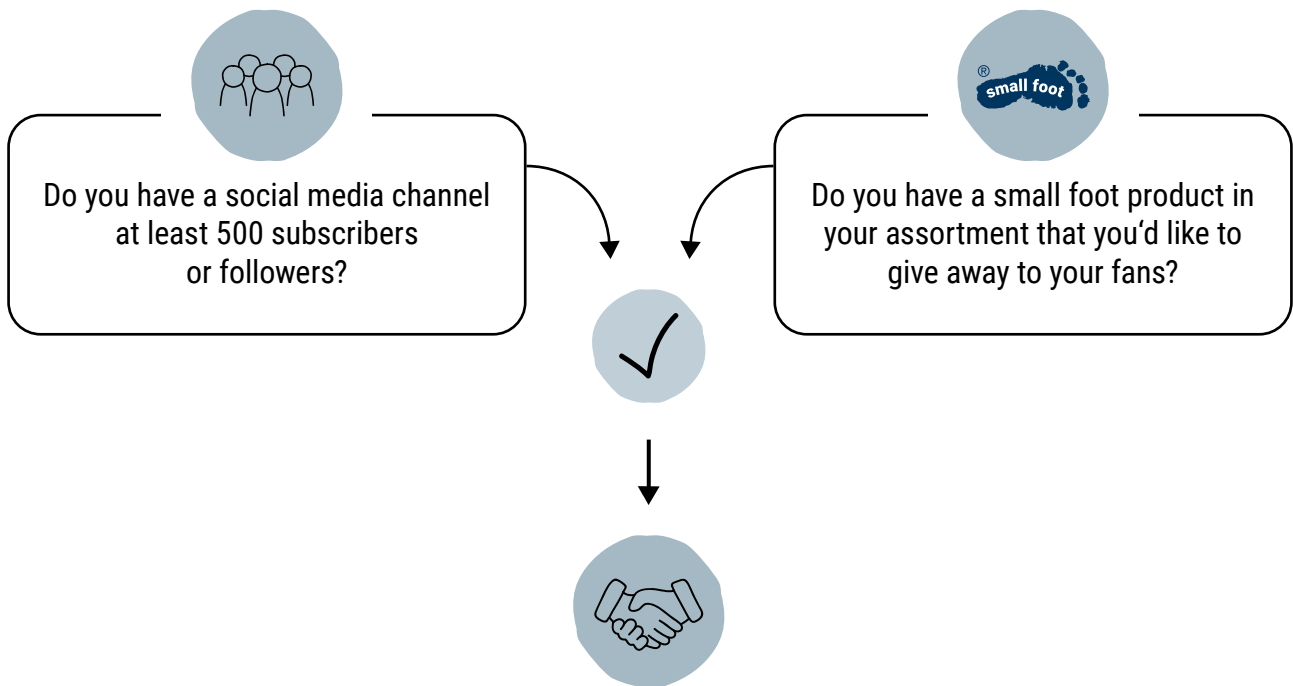 Do you have a social media channel
at least 500 subscribers
or followers?
®
small foot
Do you have a small foot product in
your assortment that you‘d like to
give away to your fans?